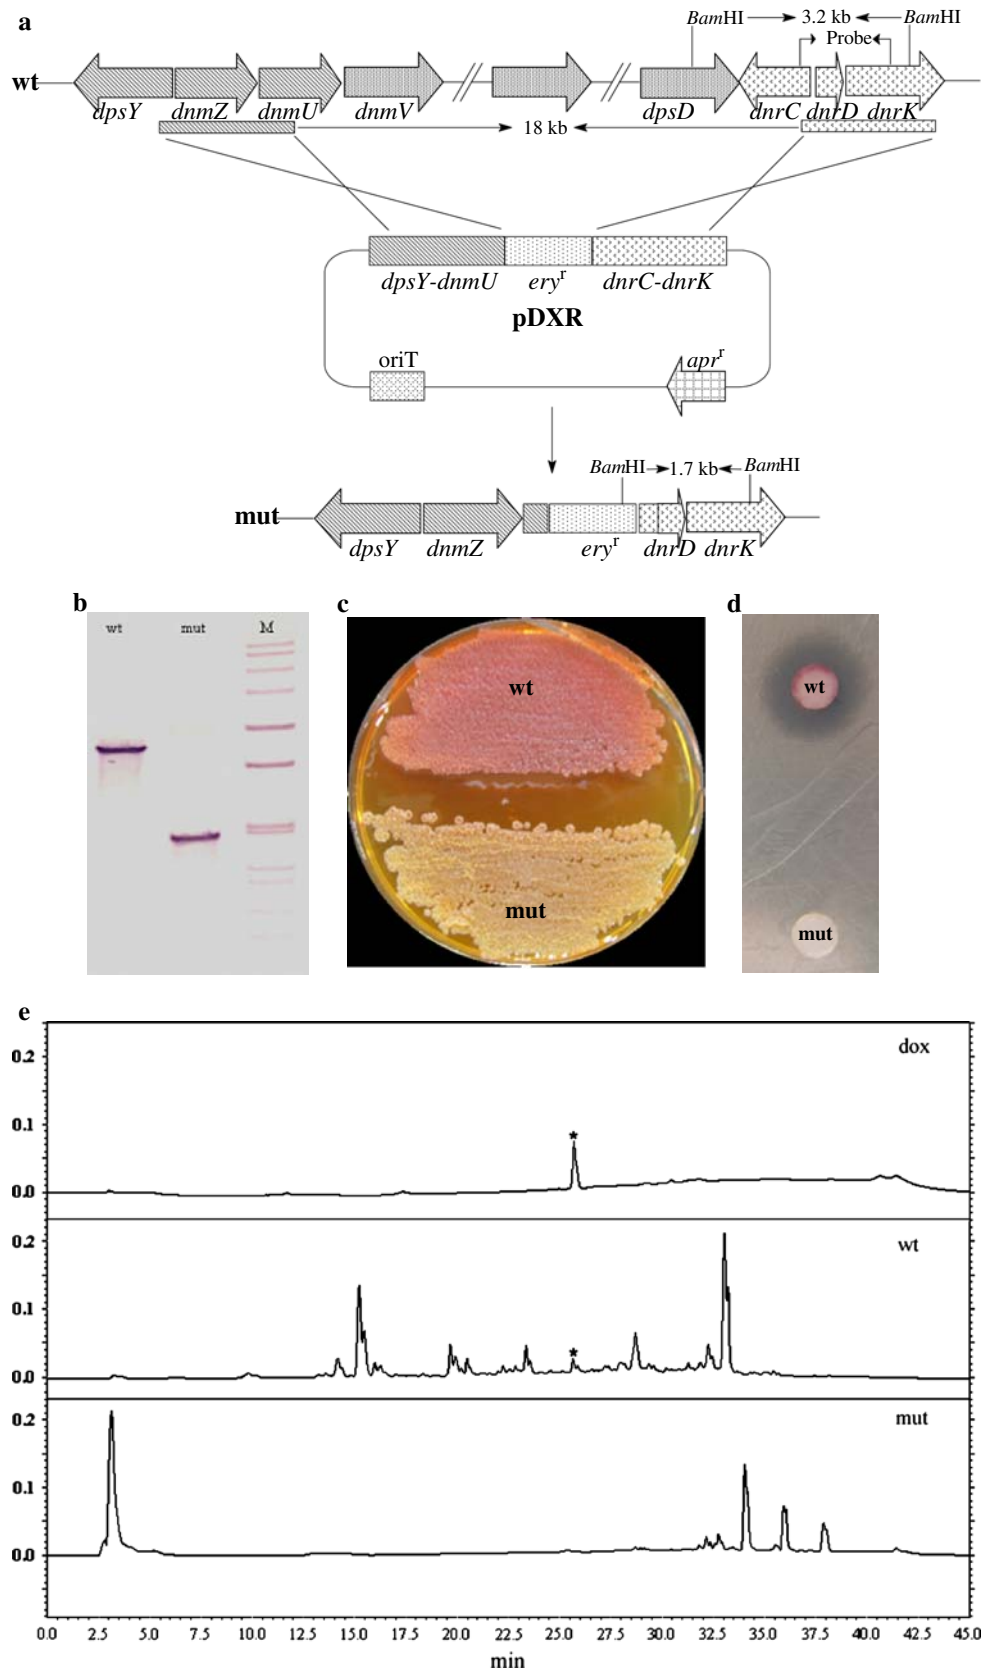 a
BamHI 3.2 kb BamHI
Probe
wt
dpsY dnmZ dnmU dnmV dpsD dnrC dnrD dnrK
18 kb
dpsY-dnmU eryʳ dnrC-dnrK
pDXR
oriT aprʳ
BamHI 1.7 kb BamHI
mut
dpsY dnmZ eryʳ dnrD dnrK
b
wt mut M
c
wt
mut
d
wt
mut
e
dox
0.2
0.1
*
0.0
wt
0.2
0.1
*
0.0
mut
0.2
0.1
0.0
0.0 2.5 5.0 7.5 10.0 12.5 15.0 17.5 20.0 22.5 25.0 27.5 30.0 32.5 35.0 37.5 40.0 42.5 45.0
min